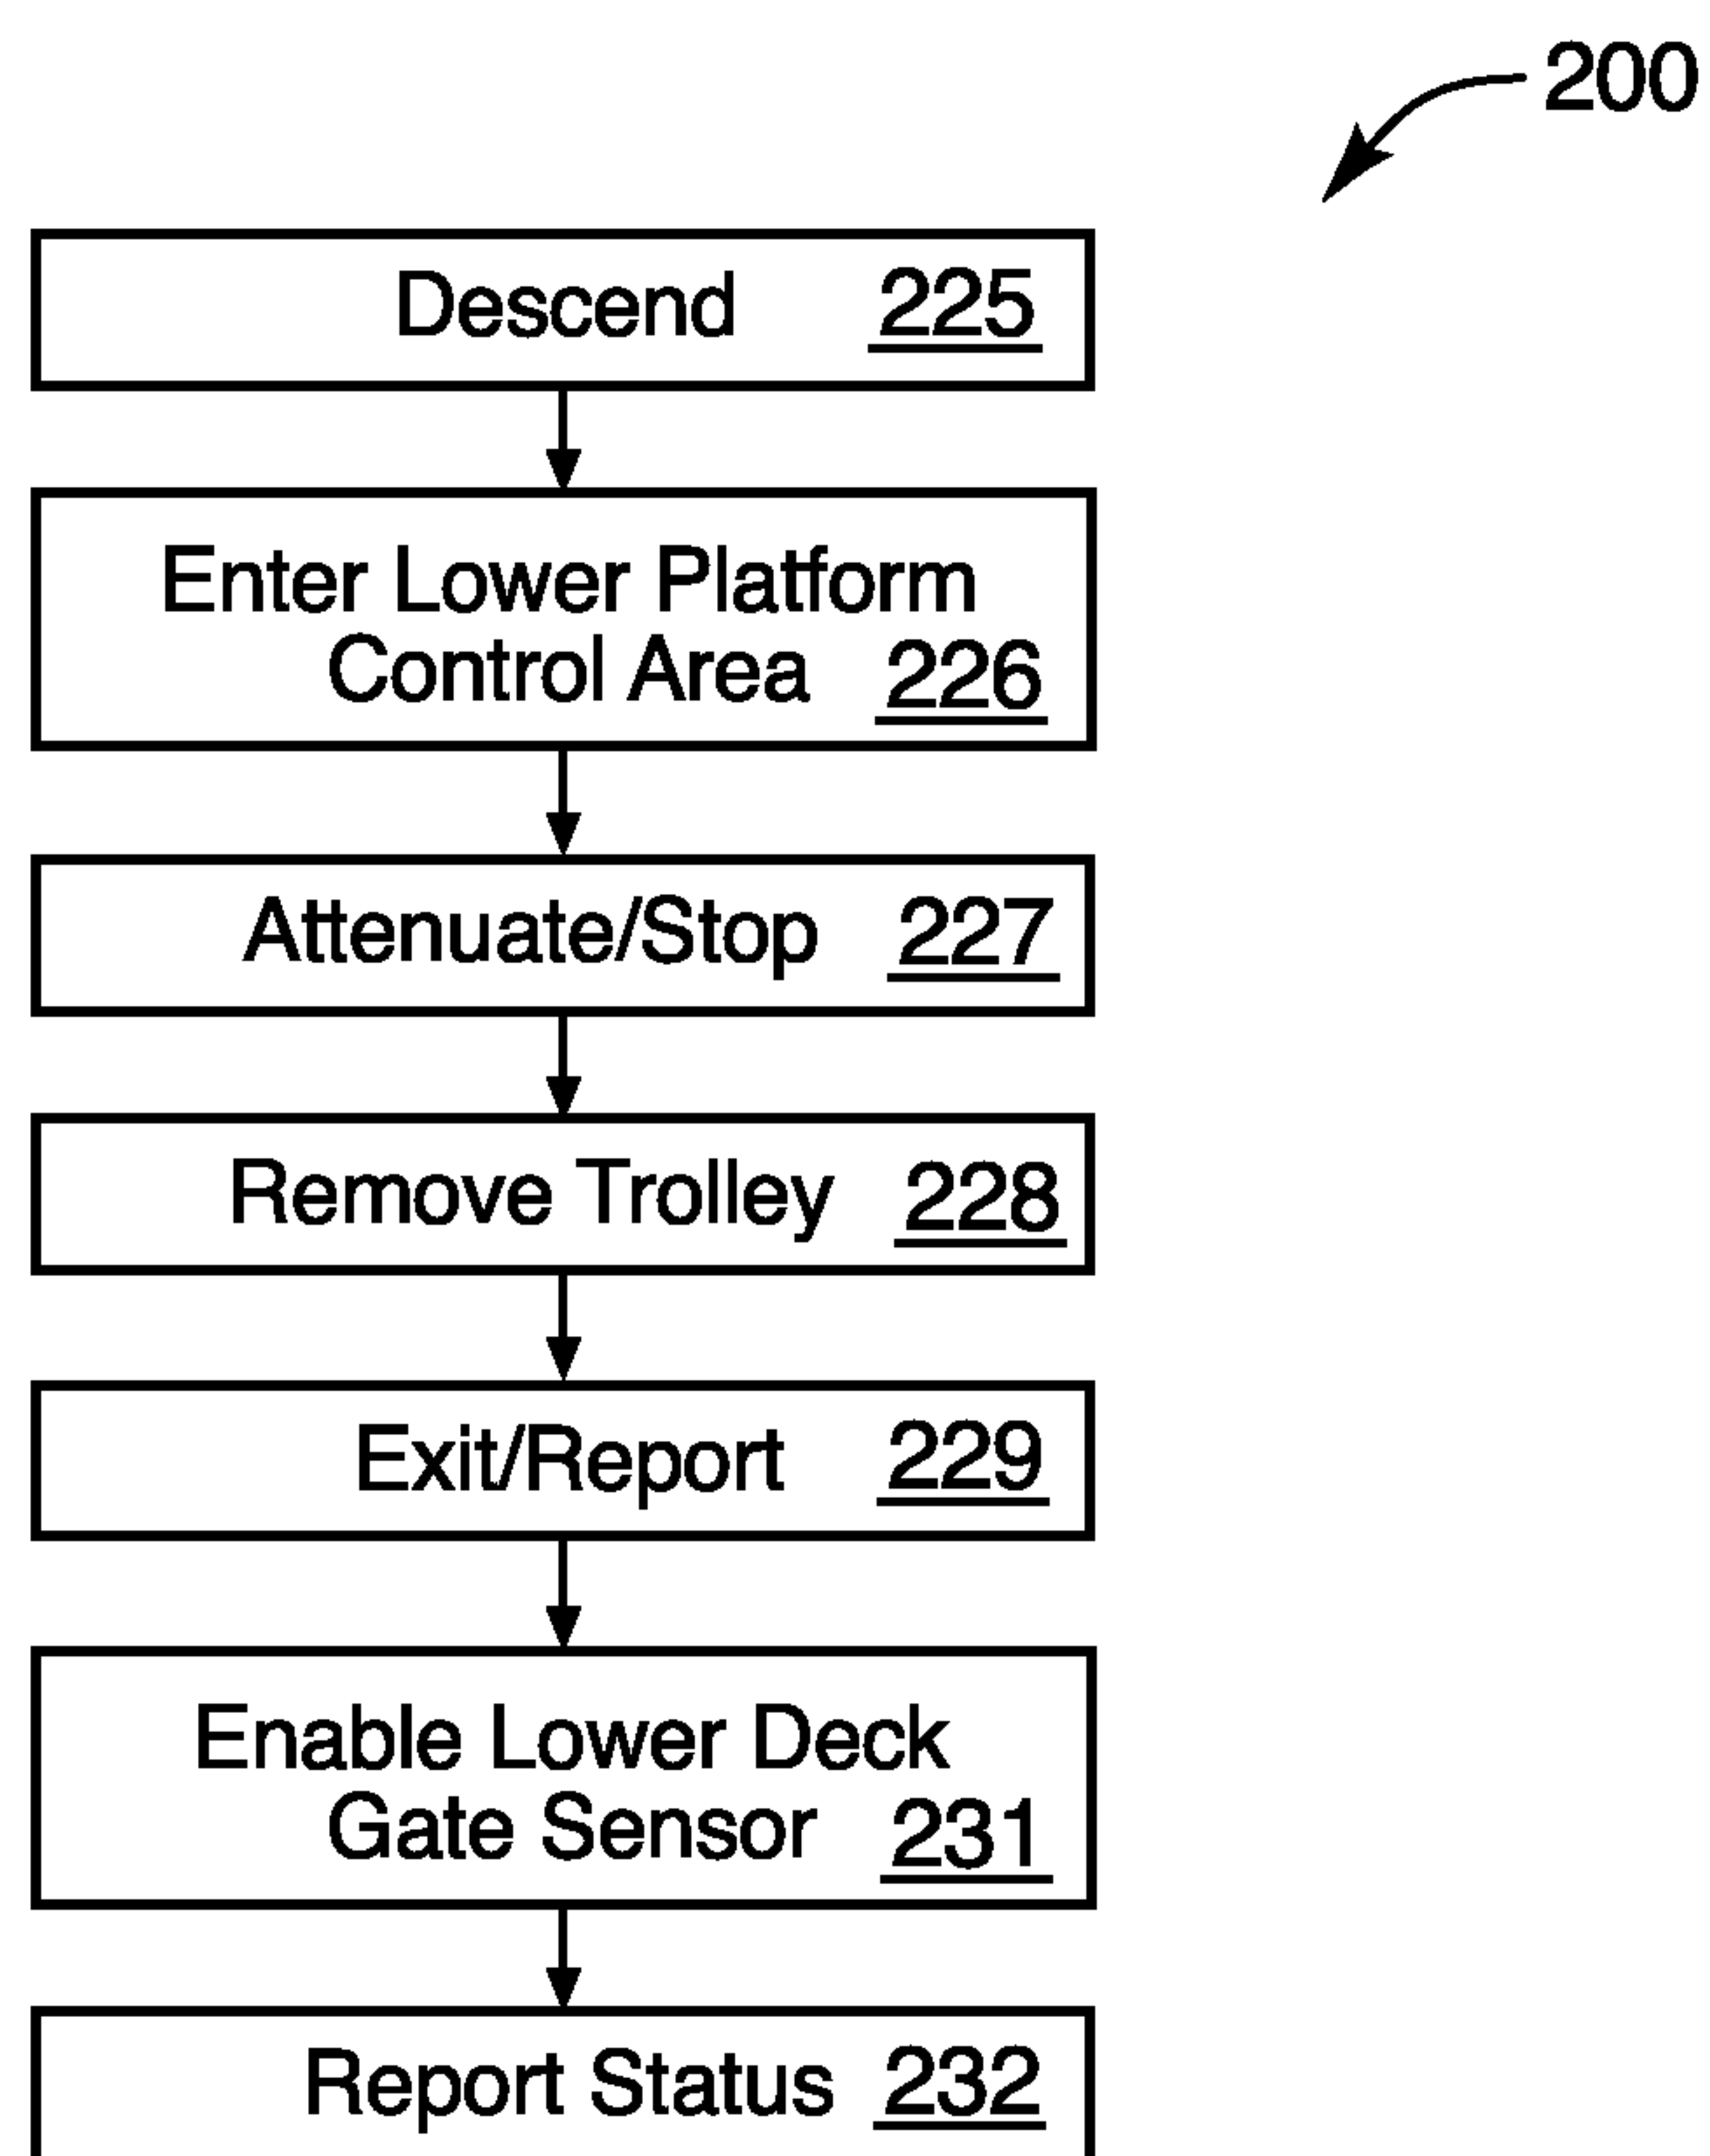 200
Descend 225
Enter Lower Platform
Control Area 226
Attenuate/Stop 227
Remove Trolley 228
Exit/Report 229
Enable Lower Deck
Gate Sensor 231
Report Status 232